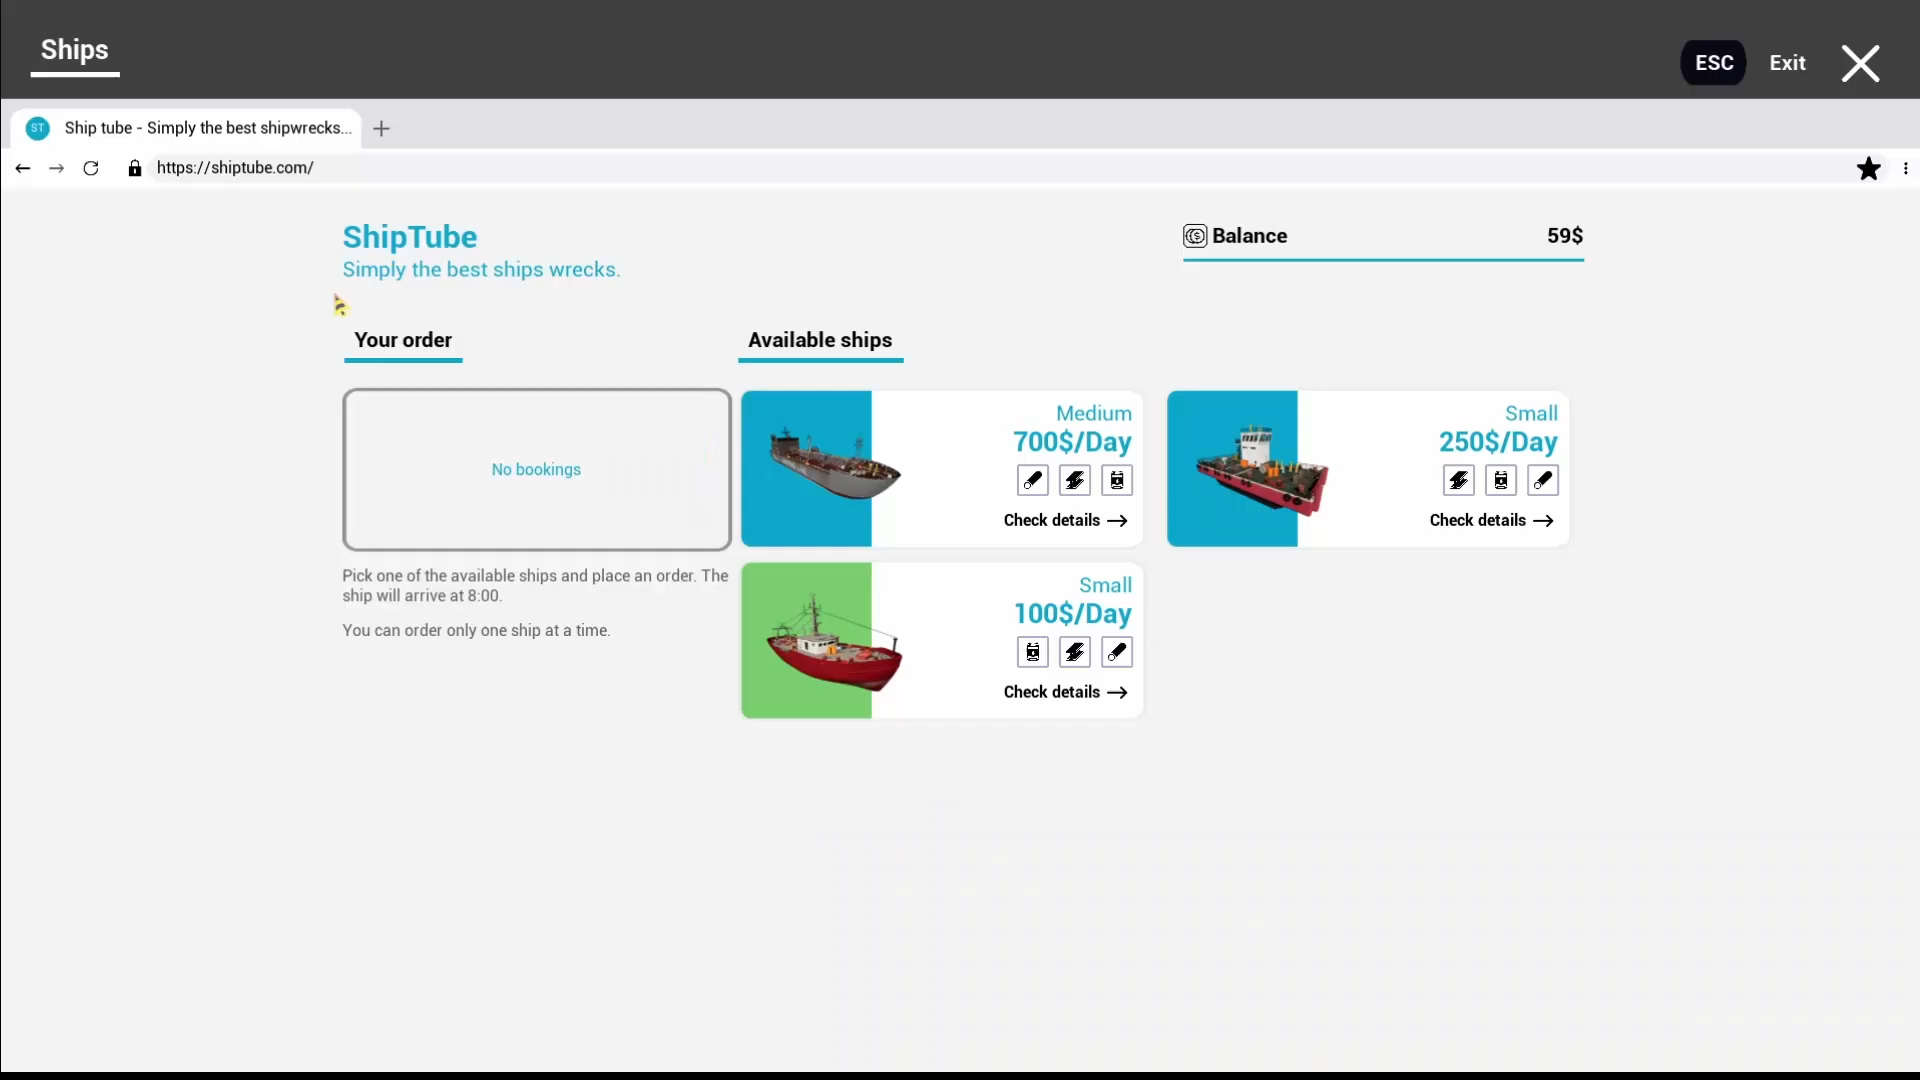 Ships
ESC Exit
ST Ship tube - Simply the best shipwrecks...
https://shiptube.com/
ShipTube
Simply the best ships wrecks.
Balance 59$
Your order
Available ships
No bookings
Pick one of the available ships and place an order. The
ship will arrive at 8:00.
You can order only one ship at a time.
Medium
700$/Day
Check details
Small
250$/Day
Check details
Small
100$/Day
Check details